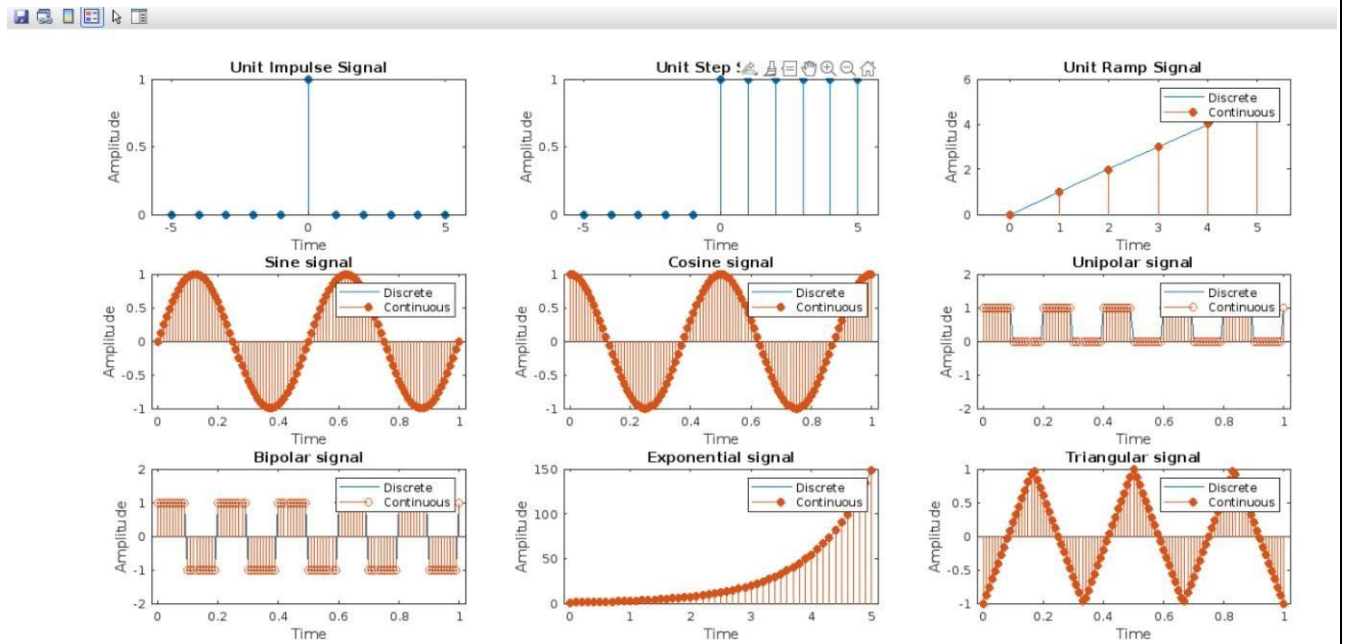 Unit Impulse Signal
1
0.5
0
Amplitude
-5
0
5
Time
Unit Step
1
0.5
0
Amplitude
-5
0
5
Time
Unit Ramp Signal
6
4
2
0
Amplitude
Discrete
Continuous
0
1
2
3
4
5
Time
Sine signal
1
0.5
0
-0.5
-1
Amplitude
Discrete
Continuous
0
0.2
0.4
0.6
0.8
1
Time
Cosine signal
1
0.5
0
-0.5
-1
Amplitude
Discrete
Continuous
0
0.2
0.4
0.6
0.8
1
Time
Unipolar signal
2
1
0
-1
-2
Amplitude
Discrete
Continuous
0
0.2
0.4
0.6
0.8
1
Time
Bipolar signal
2
1
0
-1
-2
Amplitude
Discrete
Continuous
0
0.2
0.4
0.6
0.8
1
Time
Exponential signal
150
100
50
0
Amplitude
Discrete
Continuous
0
1
2
3
4
5
Time
Triangular signal
1
0.5
0
-0.5
-1
Amplitude
Discrete
Continuous
0
0.2
0.4
0.6
0.8
1
Time